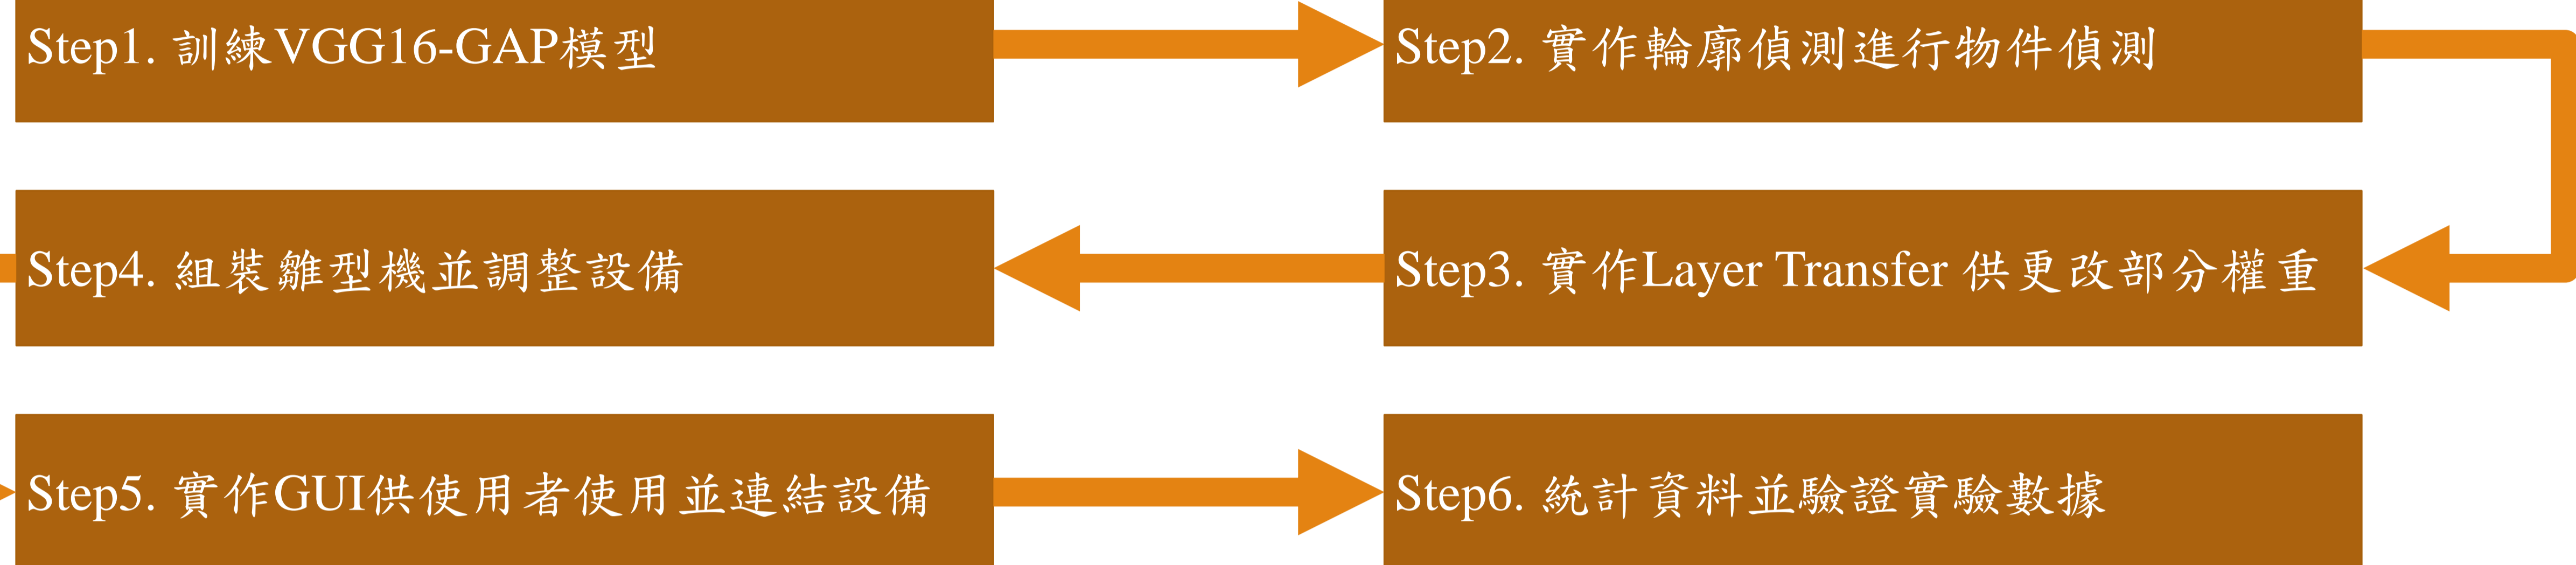 Step1. 訓練VGG16-GAP模型
Step2. 實作輪廓偵測進行物件偵測
Step3. 實作Layer Transfer 供更改部分權重
Step4. 組裝雛型機並調整設備
Step5. 實作GUI供使用者使用並連結設備
Step6. 統計資料並驗證實驗數據